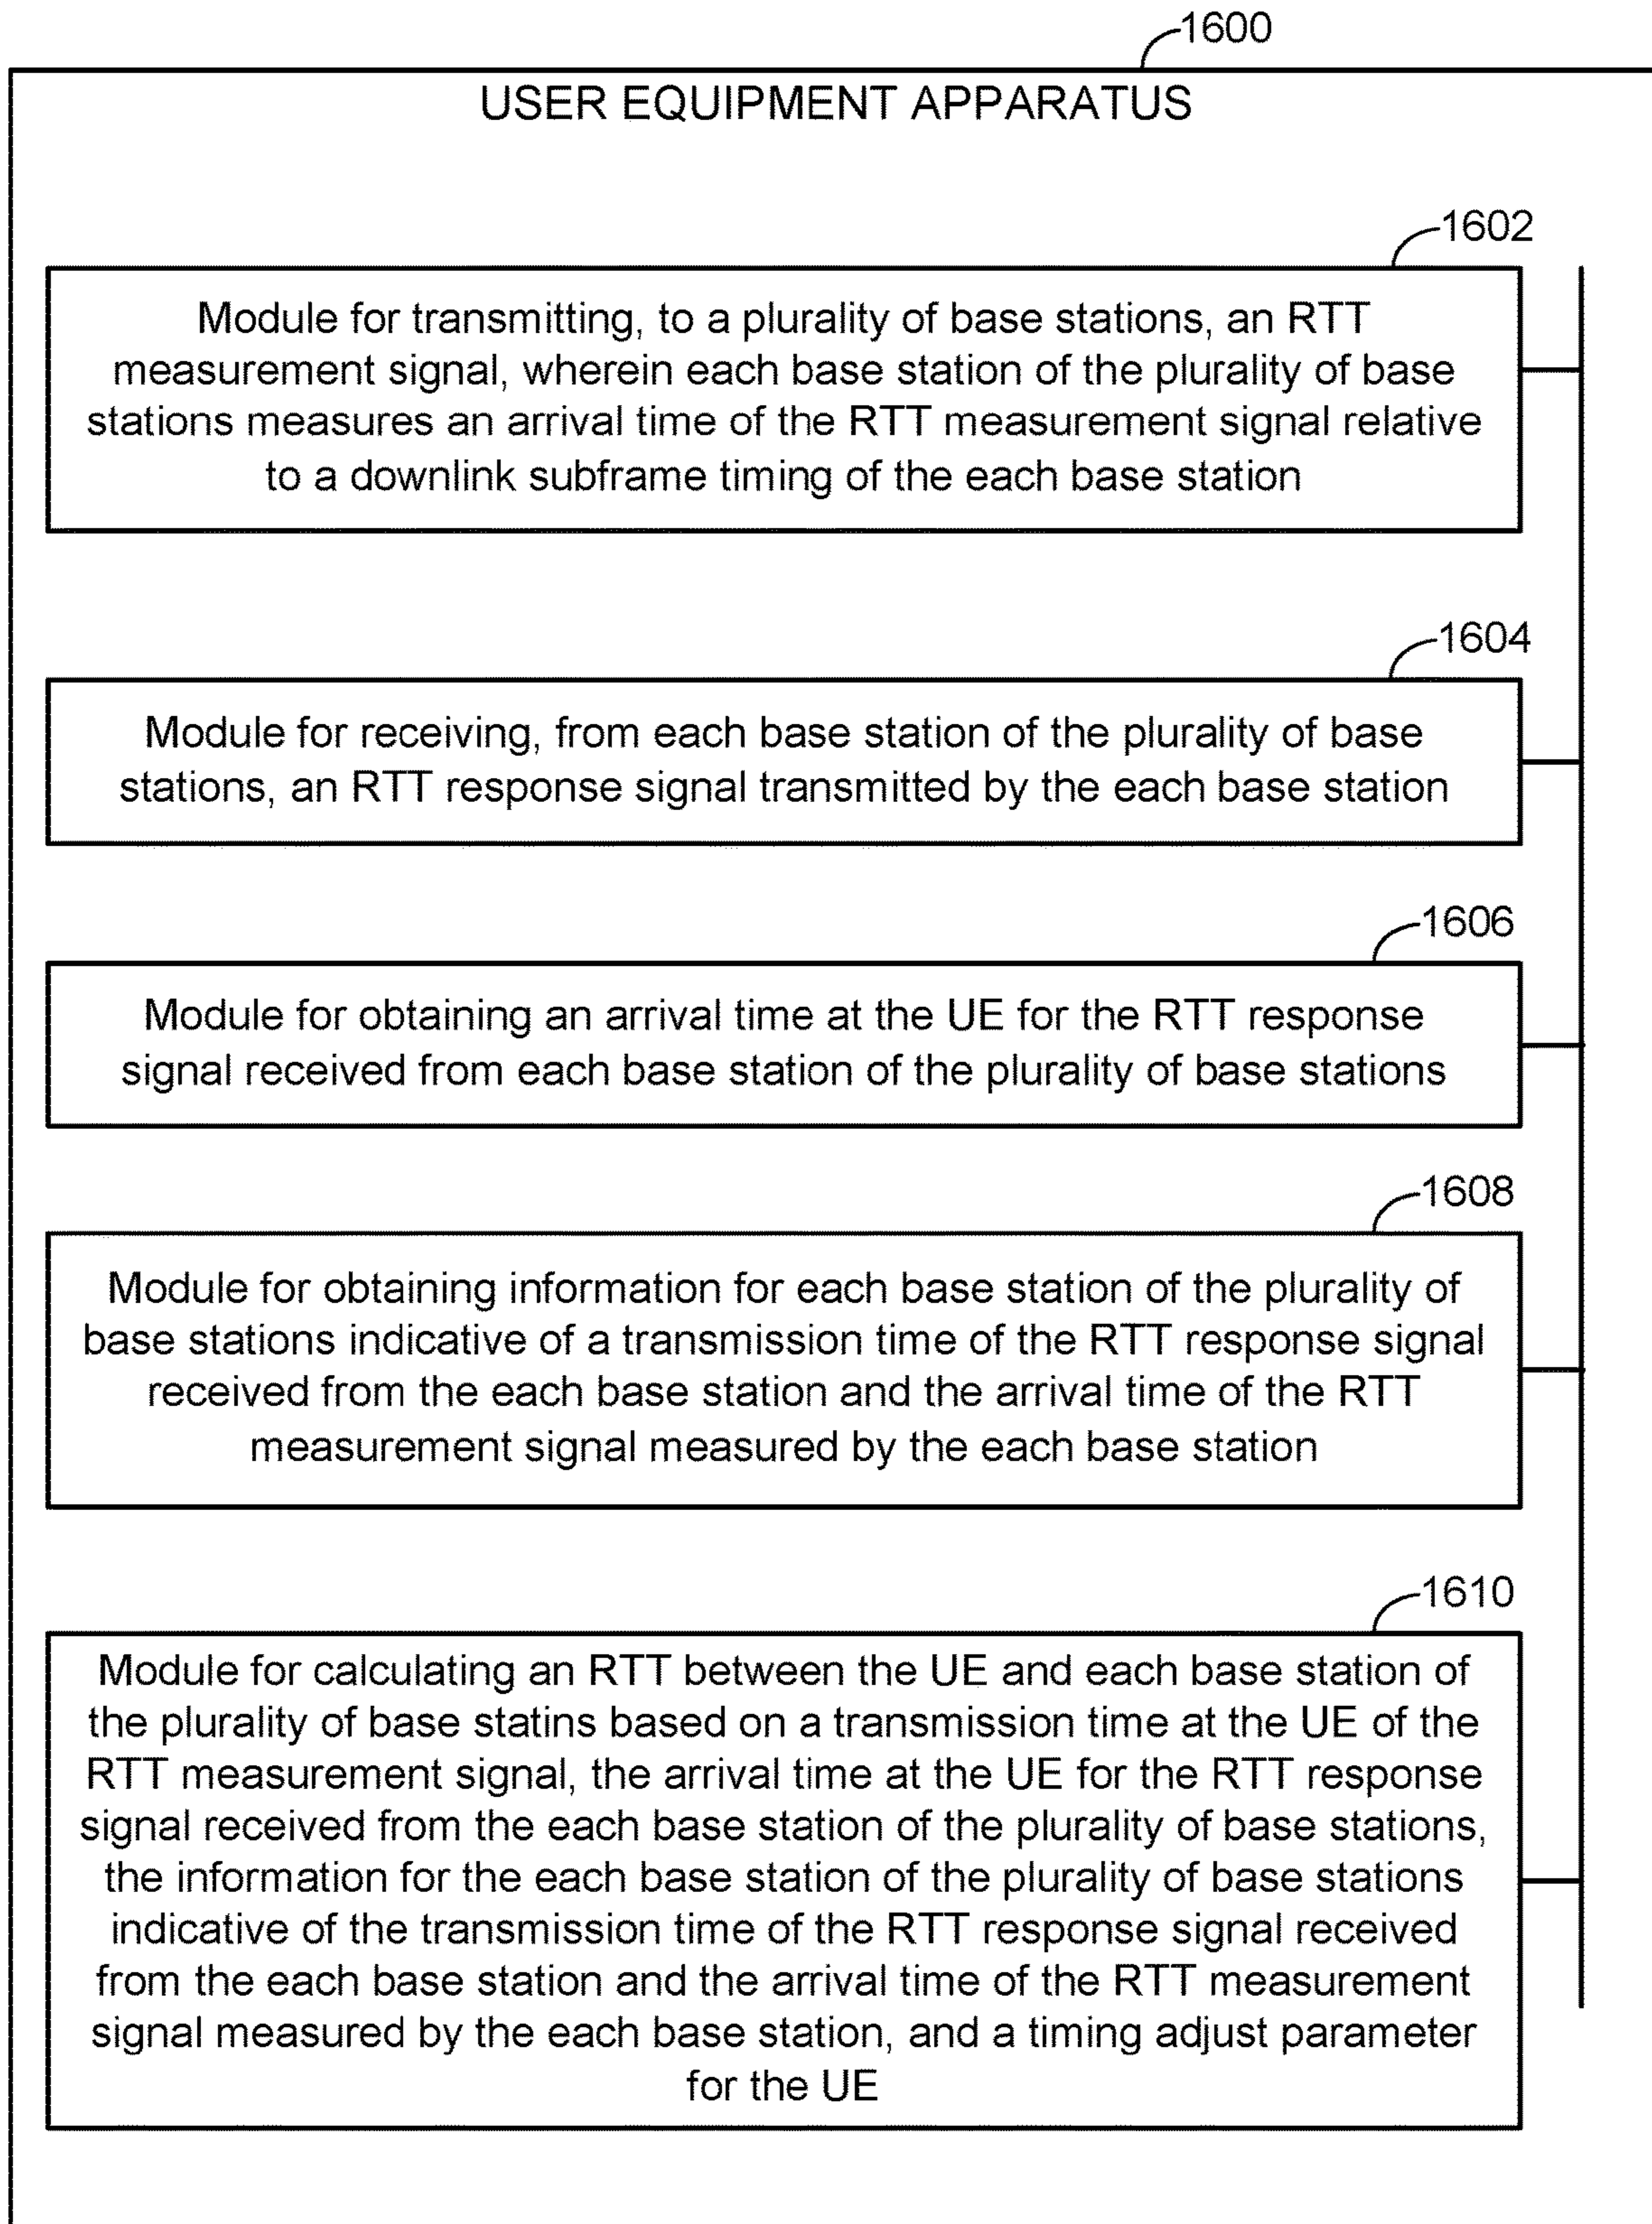 1600
USER EQUIPMENT APPARATUS
1602
Module for transmitting, to a plurality of base stations, an RTT
measurement signal, wherein each base station of the plurality of base
stations measures an arrival time of the RTT measurement signal relative
to a downlink subframe timing of the each base station
1604
Module for receiving, from each base station of the plurality of base
stations, an RTT response signal transmitted by the each base station
1606
Module for obtaining an arrival time at the UE for the RTT response
signal received from each base station of the plurality of base stations
1608
Module for obtaining information for each base station of the plurality of
base stations indicative of a transmission time of the RTT response signal
received from the each base station and the arrival time of the RTT
measurement signal measured by the each base station
1610
Module for calculating an RTT between the UE and each base station of
the plurality of base statins based on a transmission time at the UE of the
RTT measurement signal, the arrival time at the UE for the RTT response
signal received from the each base station of the plurality of base stations,
the information for the each base station of the plurality of base stations
indicative of the transmission time of the RTT response signal received
from the each base station and the arrival time of the RTT measurement
signal measured by the each base station, and a timing adjust parameter
for the UE